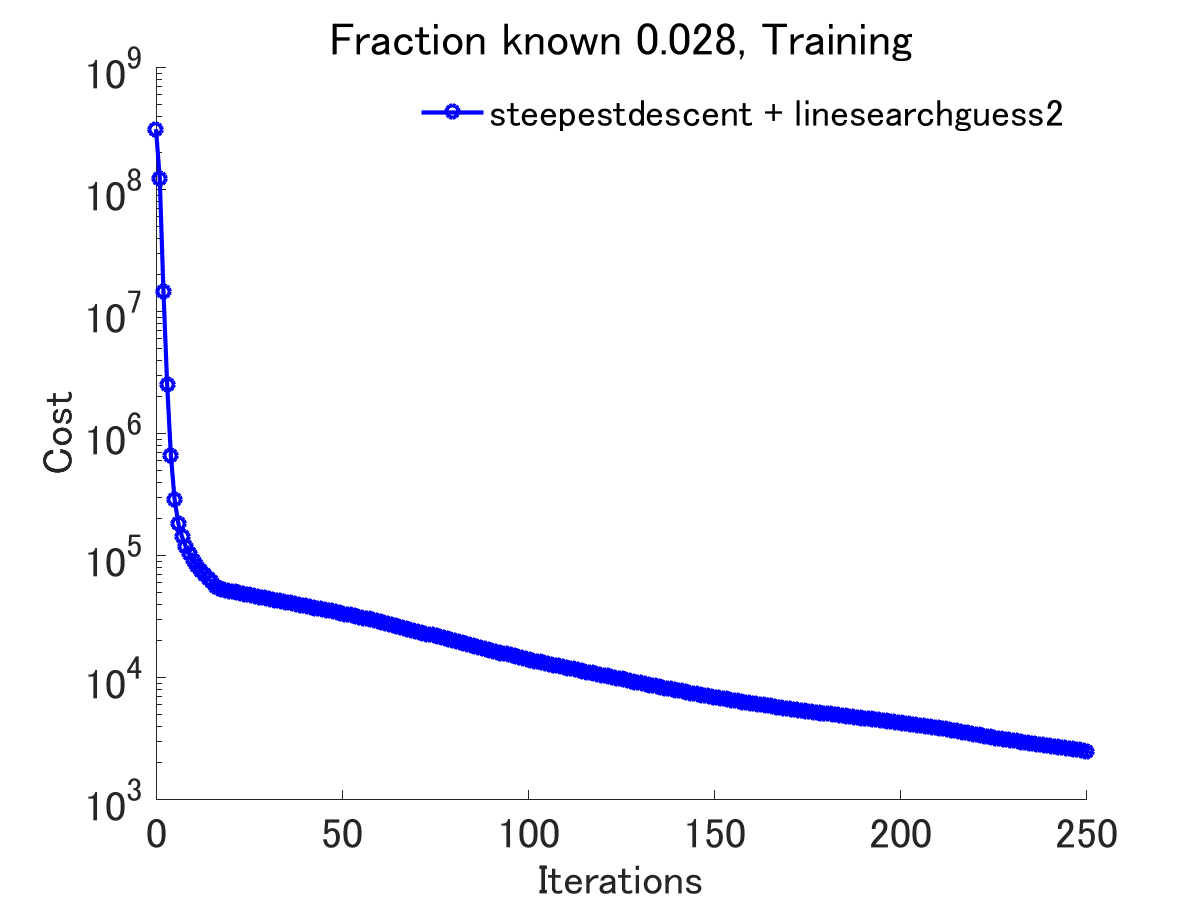 Fraction known 0.028, Training
steepestdescent + linesearchguess2
10^9
10^8
10^7
10^6
10^5
10^4
10^3
Cost
0 50 100 150 200 250
Iterations